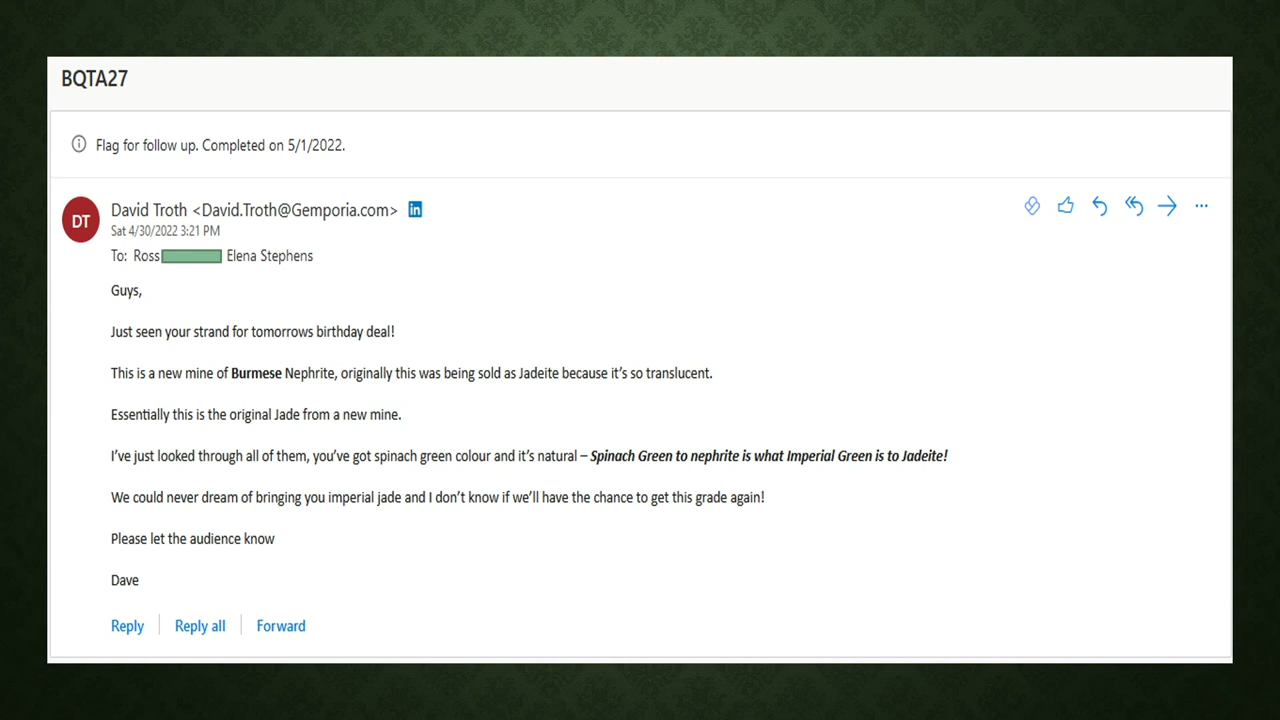 BQTA27
Flag for follow up. Completed on 5/1/2022.
DT
David Troth <David.Troth@Gemporia.com> in
Sat 4/30/2022 3:21 PM
To: Ross Elena Stephens
Guys,
Just seen your strand for tomorrows birthday deal!
This is a new mine of Burmese Nephrite, originally this was being sold as Jadeite because it's so translucent.
Essentially this is the original Jade from a new mine.
I've just looked through all of them, you've got spinach green colour and it's natural – Spinach Green to nephrite is what Imperial Green is to Jadeite!
We could never dream of bringing you imperial jade and I don't know if we'll have the chance to get this grade again!
Please let the audience know
Dave
Reply Reply all Forward